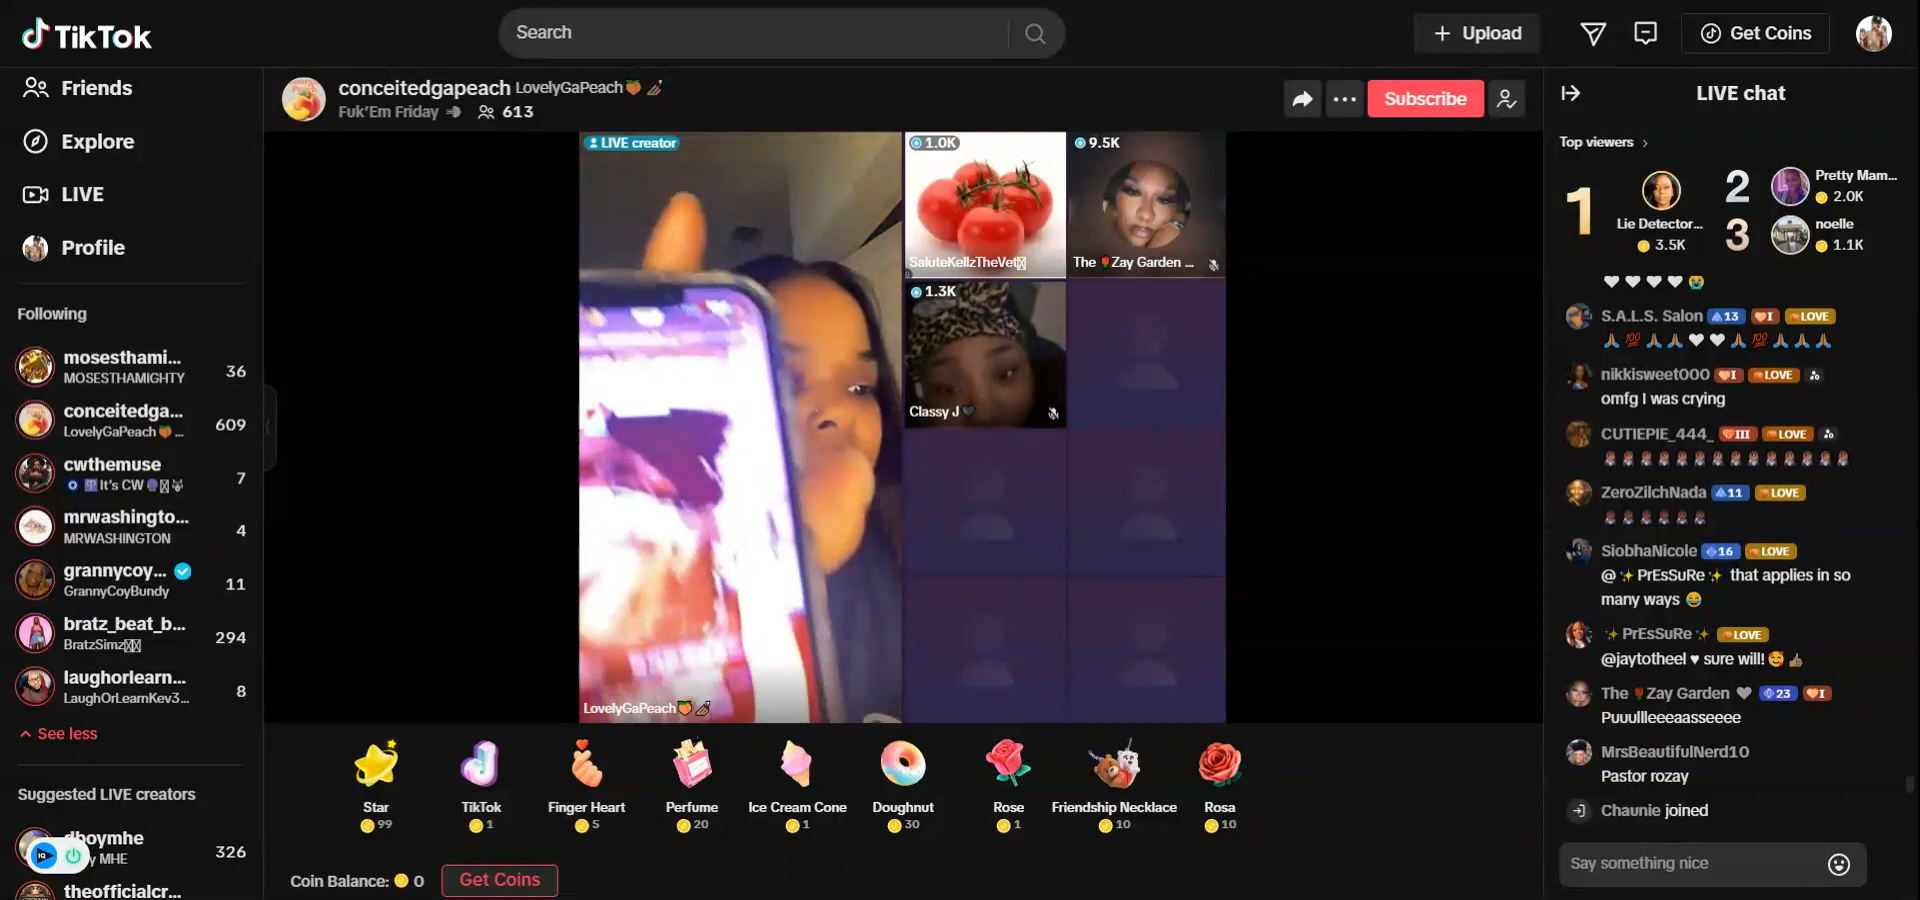 TikTok
Search
Upload
Get Coins
Friends
Explore
LIVE
Profile
Following
mosesthami... 36
MOSESTHAMIGHTY
conceitedga... 609
LovelyGaPeach🍑 ...
cwthemuse 7
It's CW
mrwashingto... 4
MRWASHINGTON
grannycoy... 11
GrannyCoyBundy
bratz_beat_b... 294
BratzSimz
laughorlearn... 8
LaughOrLearnKev3...
See less
Suggested LIVE creators
dboymhe 326
y MHE
theofficialcr...
conceitedgapeach LovelyGaPeach🍑💅🏾
Fuk'Em Friday 613
Subscribe
LIVE creator
1.0K
SaluteKellzTheVet
9.5K
The 🌹Zay Garden ...
1.3K
Classy J🖤
LovelyGaPeach🍑💅🏾
Star
99
TikTok
1
Finger Heart
5
Perfume
20
Ice Cream Cone
1
Doughnut
30
Rose
1
Friendship Necklace
10
Rosa
10
Coin Balance: 0
Get Coins
LIVE chat
Top viewers
1
Lie Detector...
3.5K
2
Pretty Mam...
2.0K
3
noelle
1.1K
🤍🤍🤍🤍😭
S.A.L.S. Salon 13 I LOVE
🙏🏾💯🙏🏾🙏🏾🤍🤍🙏🏾💯🙏🏾🙏🏾🙏🏾
nikkisweet000 I LOVE
omfg I was crying
CUTIEPIE_444_ III LOVE
ZeroZilchNada 11 LOVE
SiobhaNicole 16 LOVE
@✨PrEsSuRe✨ that applies in so
many ways 😂
✨PrEsSuRe✨ LOVE
@jaytotheel ♥ sure will! 🥰👍🏾
The 🌹Zay Garden 🤍 23 I
Puuullleeeaasseeee
MrsBeautifulNerd10
Pastor rozay
Chaunie joined
Say something nice